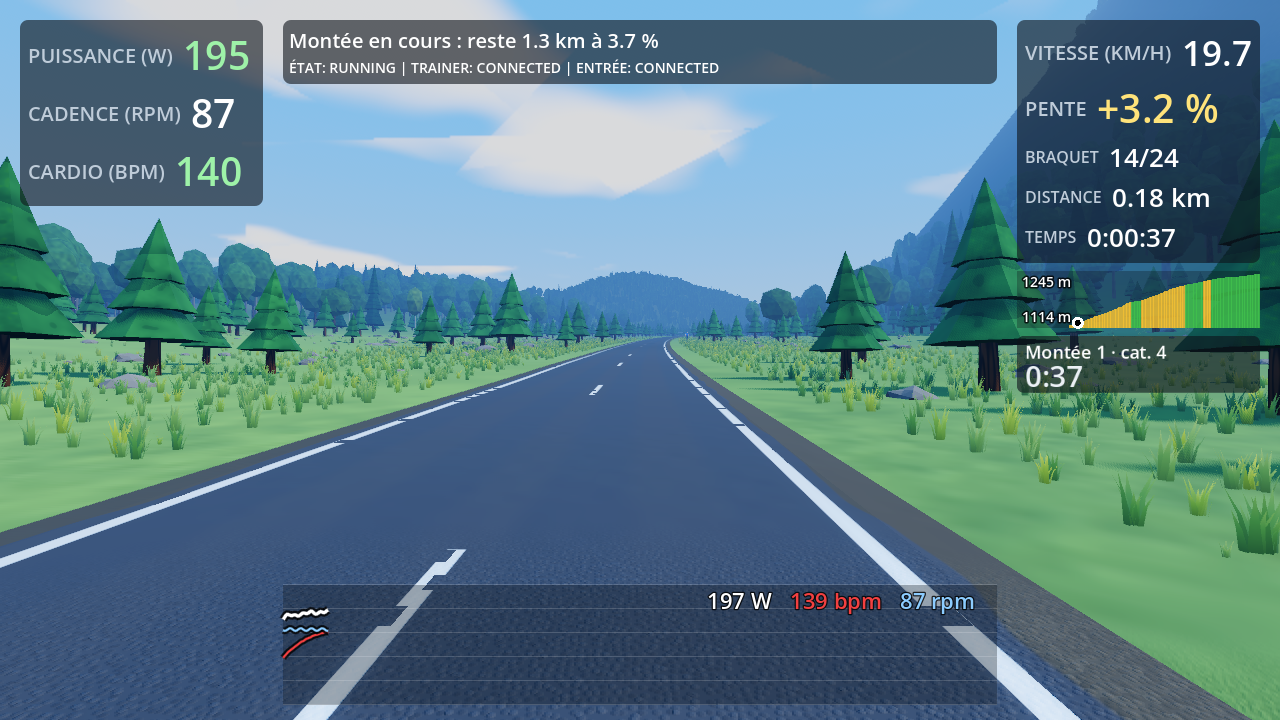 PUISSANCE (W) 195
CADENCE (RPM) 87
CARDIO (BPM) 140
Montée en cours : reste 1.3 km à 3.7 %
ÉTAT: RUNNING | TRAINER: CONNECTED | ENTRÉE: CONNECTED
VITESSE (KM/H) 19.7
PENTE +3.2 %
BRAQUET 14/24
DISTANCE 0.18 km
TEMPS 0:00:37
1245 m
1114 m
Montée 1 · cat. 4
0:37
197 W 139 bpm 87 rpm